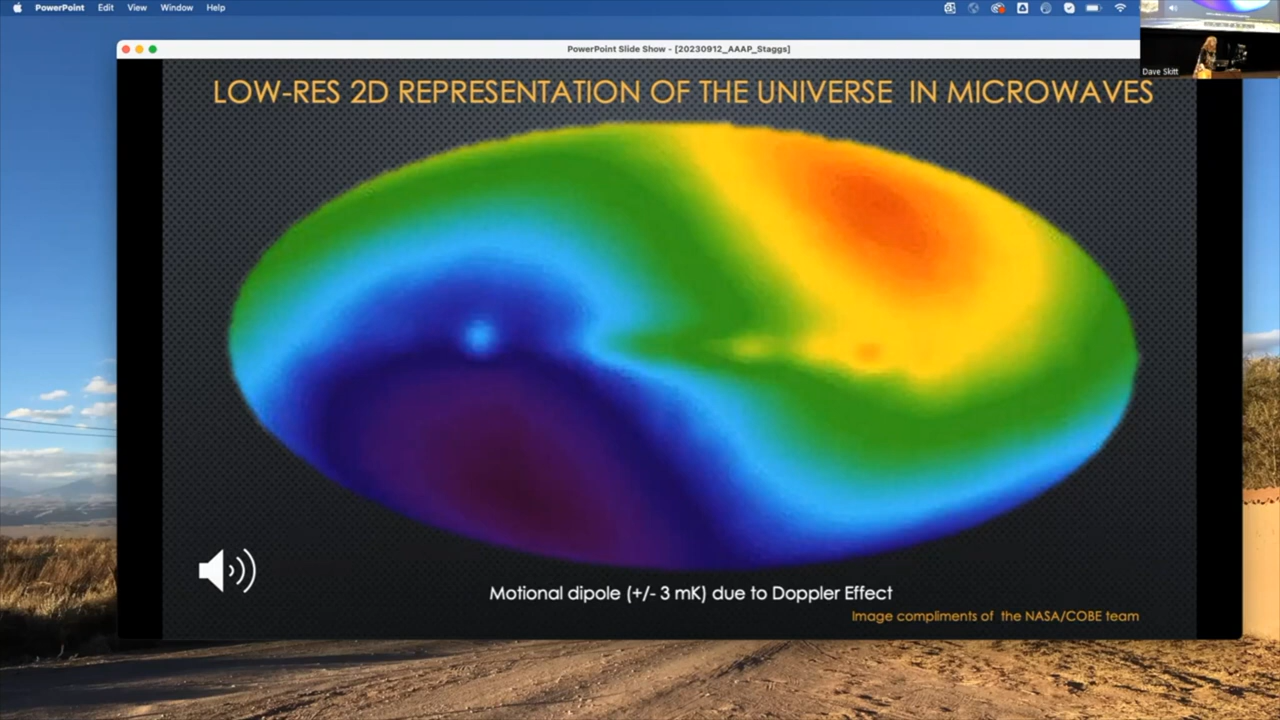 PowerPoint Edit View Window Help
PowerPoint Slide Show - [20230912_AAAP_Staggs]
Dave Skitt
LOW-RES 2D REPRESENTATION OF THE UNIVERSE IN MICROWAVES
Motional dipole (+/- 3 mK) due to Doppler Effect
Image compliments of the NASA/COBE team